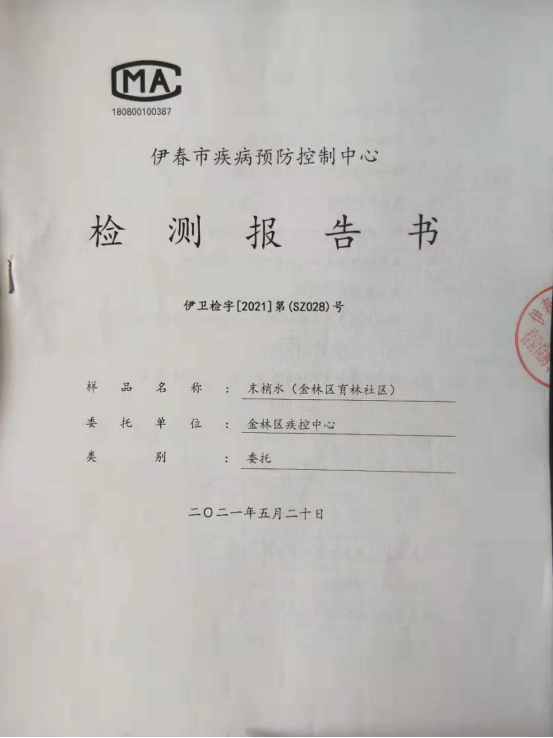 CMA
180800100387
伊春市疾病预防控制中心
检测报告书
伊卫检字[2021]第(SZ028)号
样品名称：末梢水（金林区育林社区）
委托单位：金林区疾控中心
类别：委托
二〇二一年五月二十日